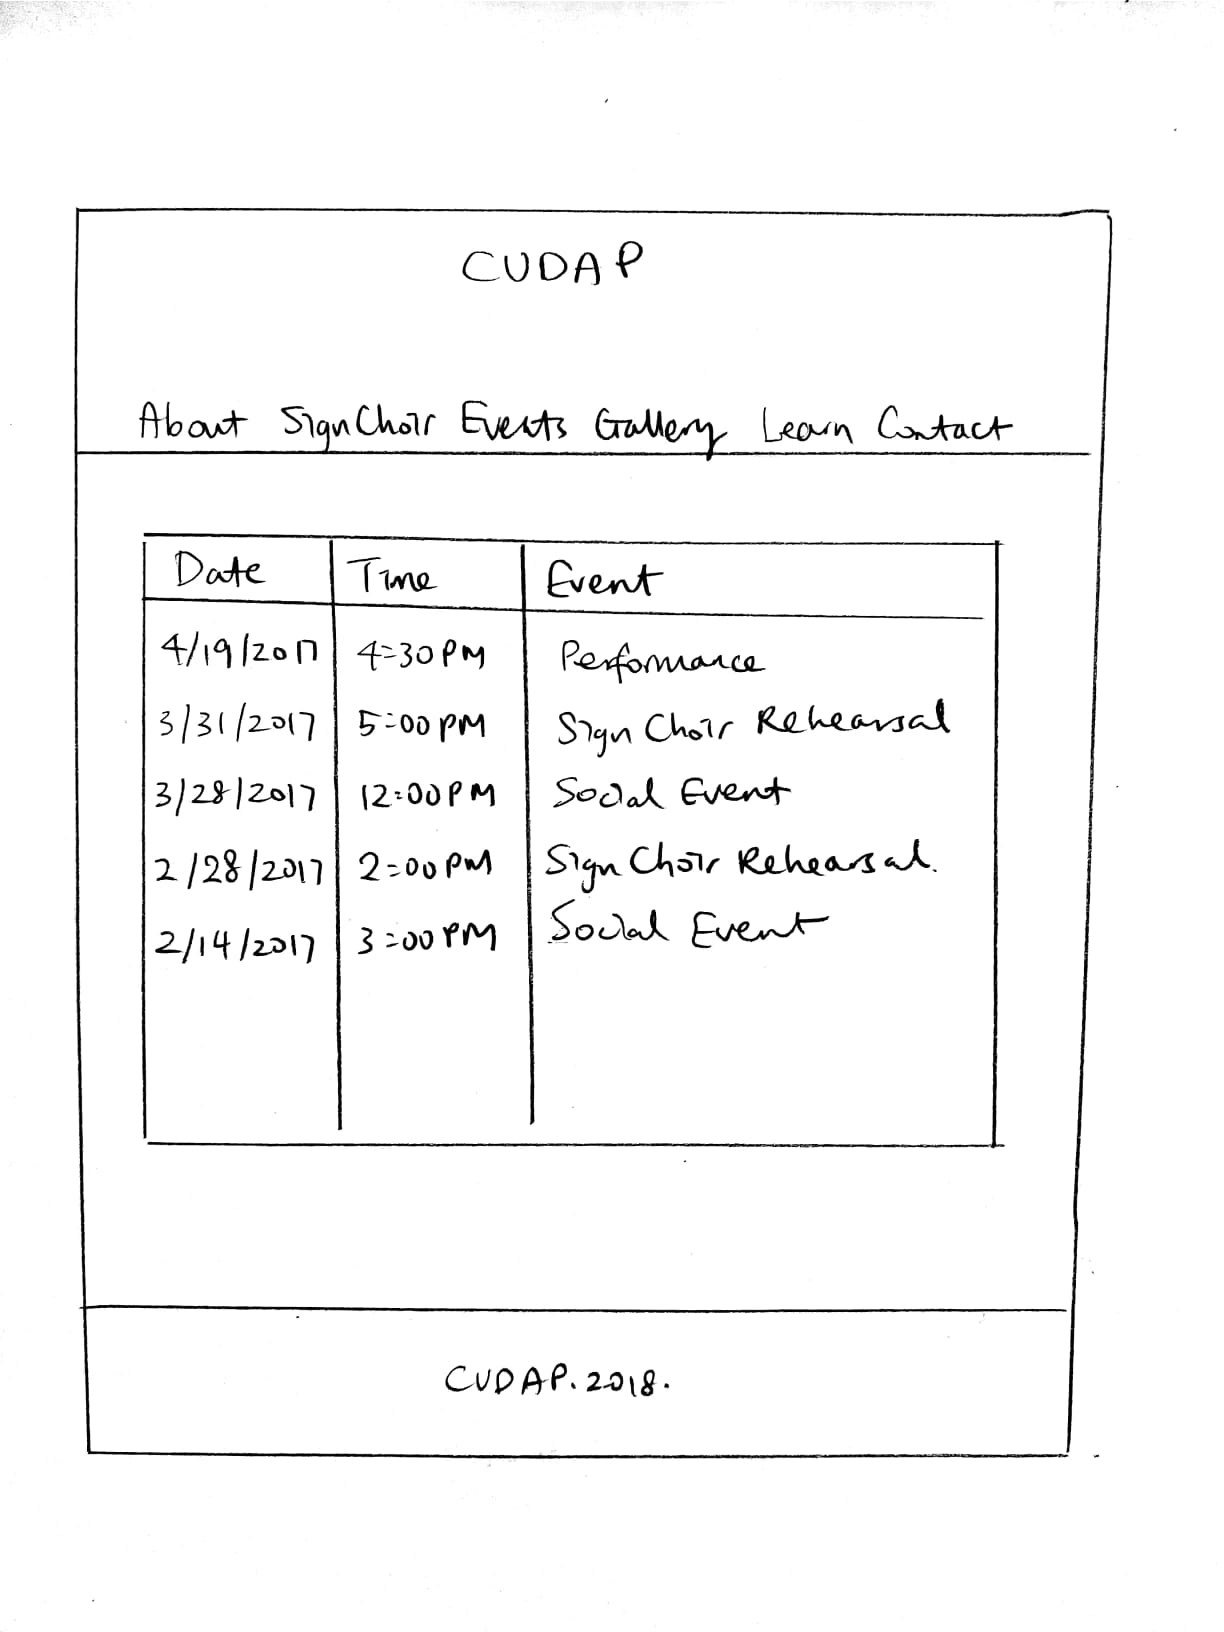 CUDAP
About SignChoir Events Gallery Learn Contact
Date Time Event
4/19/2017 4:30 PM Performance
3/31/2017 5:00 PM Sign Choir Rehearsal
3/28/2017 12:00 PM Social Event
2/28/2017 2:00 PM Sign Choir Rehearsal.
2/14/2017 3:00 PM Social Event
CUDAP. 2018.